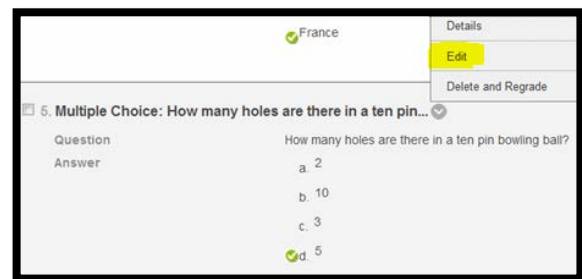 France
Details
Edit
Delete and Regrade
5. Multiple Choice: How many holes are there in a ten pin...
Question How many holes are there in a ten pin bowling ball?
Answer
a. 2
b. 10
c. 3
d. 5